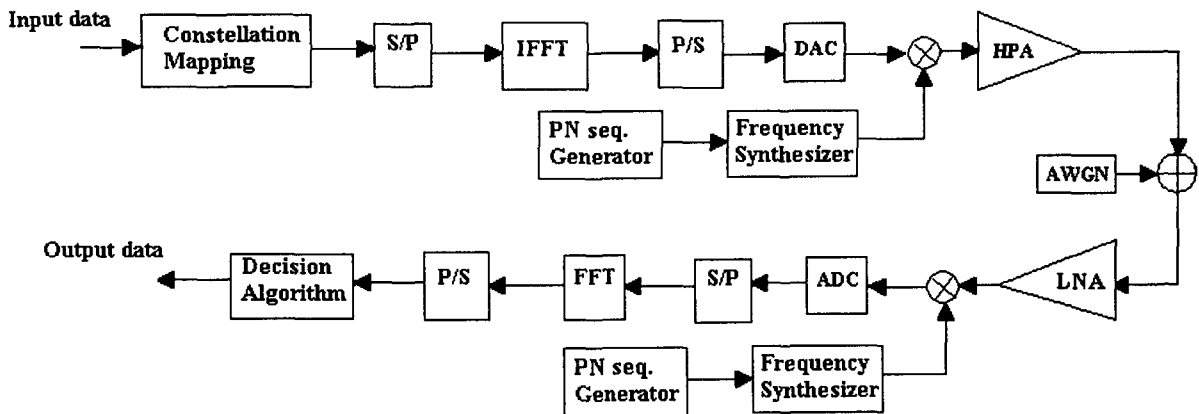 Input data
Constellation
Mapping
S/P
IFFT
P/S
DAC
HPA
PN seq.
Generator
Frequency
Synthesizer
AWGN
Output data
Decision
Algorithm
P/S
FFT
S/P
ADC
LNA
PN seq.
Generator
Frequency
Synthesizer